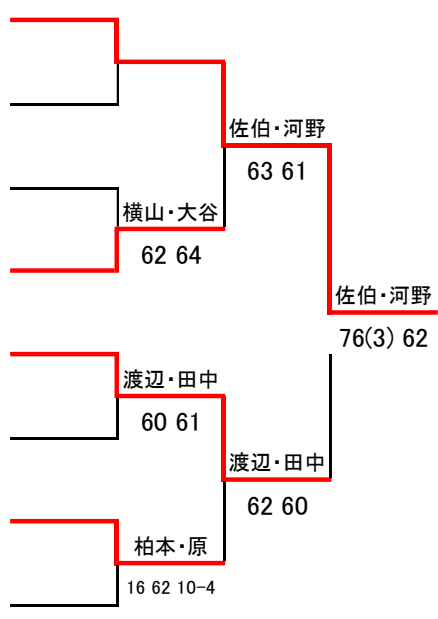 佐伯・河野
63 61
横山・大谷
62 64
佐伯・河野
76(3) 62
渡辺・田中
60 61
渡辺・田中
62 60
柏本・原
16 62 10-4